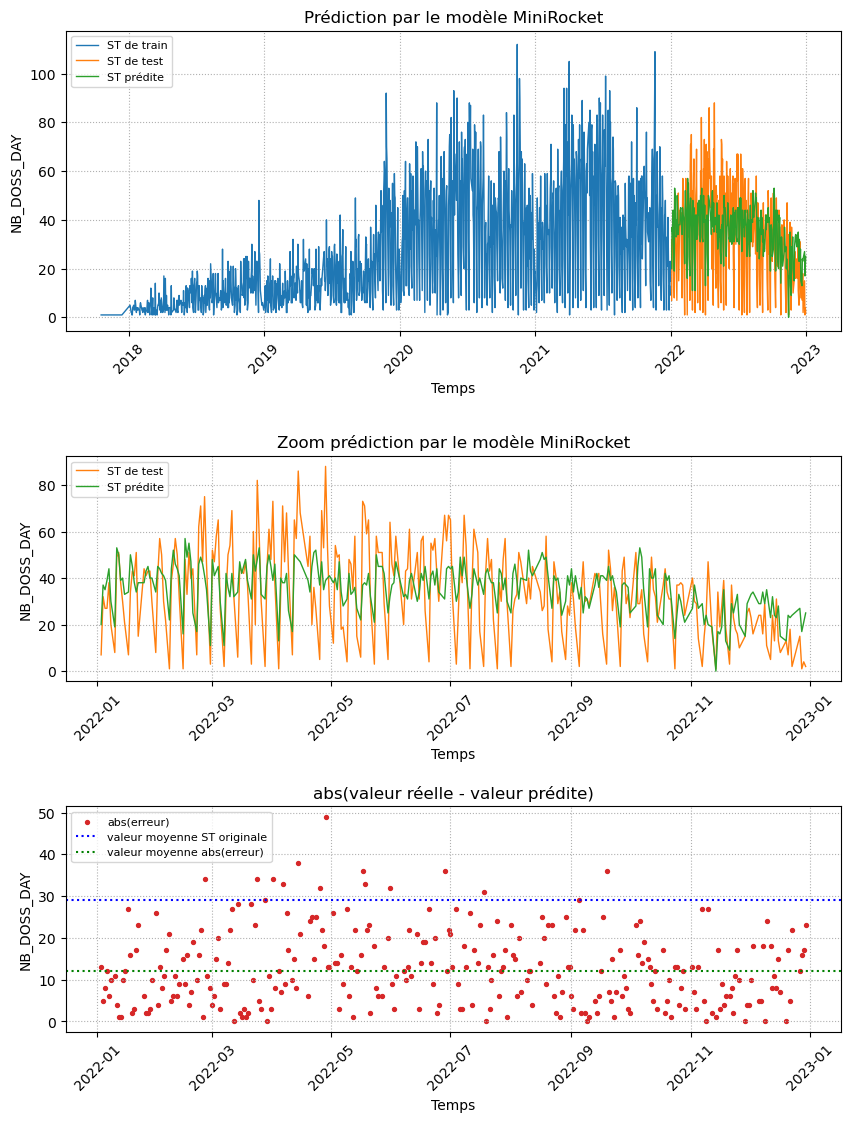 Prédiction par le modèle MiniRocket
ST de train
ST de test
ST prédite
NB_DOSS_DAY
100
80
60
40
20
0
2018
2019
2020
2021
2022
2023
Temps
Zoom prédiction par le modèle MiniRocket
ST de test
ST prédite
NB_DOSS_DAY
80
60
40
20
0
2022-01
2022-03
2022-05
2022-07
2022-09
2022-11
2023-01
Temps
abs(valeur réelle - valeur prédite)
abs(erreur)
valeur moyenne ST originale
valeur moyenne abs(erreur)
NB_DOSS_DAY
50
40
30
20
10
0
2022-01
2022-03
2022-05
2022-07
2022-09
2022-11
2023-01
Temps